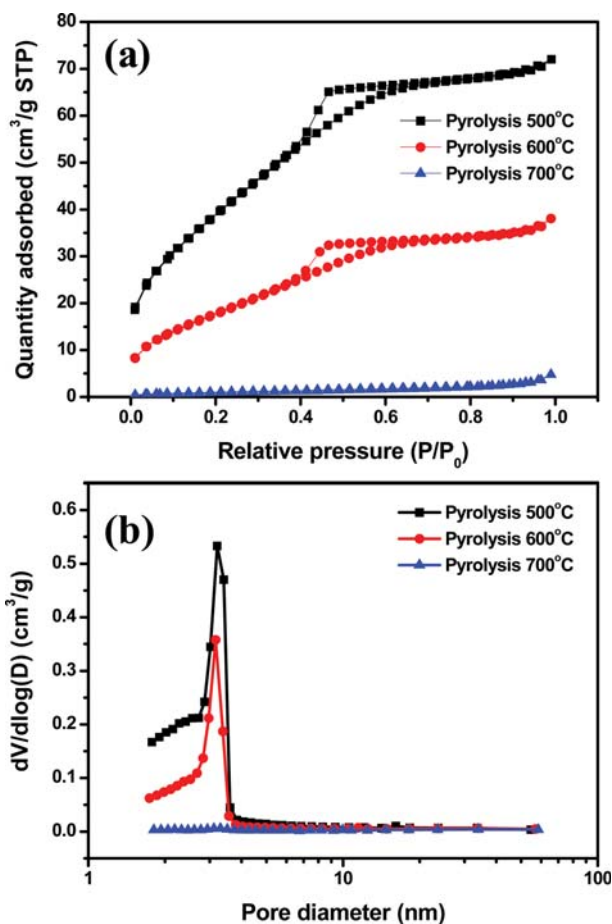 (a)
Quantity adsorbed (cm³/g STP)
80
70
60
50
40
30
20
10
0
Pyrolysis 500°C
Pyrolysis 600°C
Pyrolysis 700°C
0.0 0.2 0.4 0.6 0.8 1.0
Relative pressure (P/P₀)
(b)
dV/dlog(D) (cm³/g)
0.6
0.5
0.4
0.3
0.2
0.1
0.0
Pyrolysis 500°C
Pyrolysis 600°C
Pyrolysis 700°C
1 10 100
Pore diameter (nm)